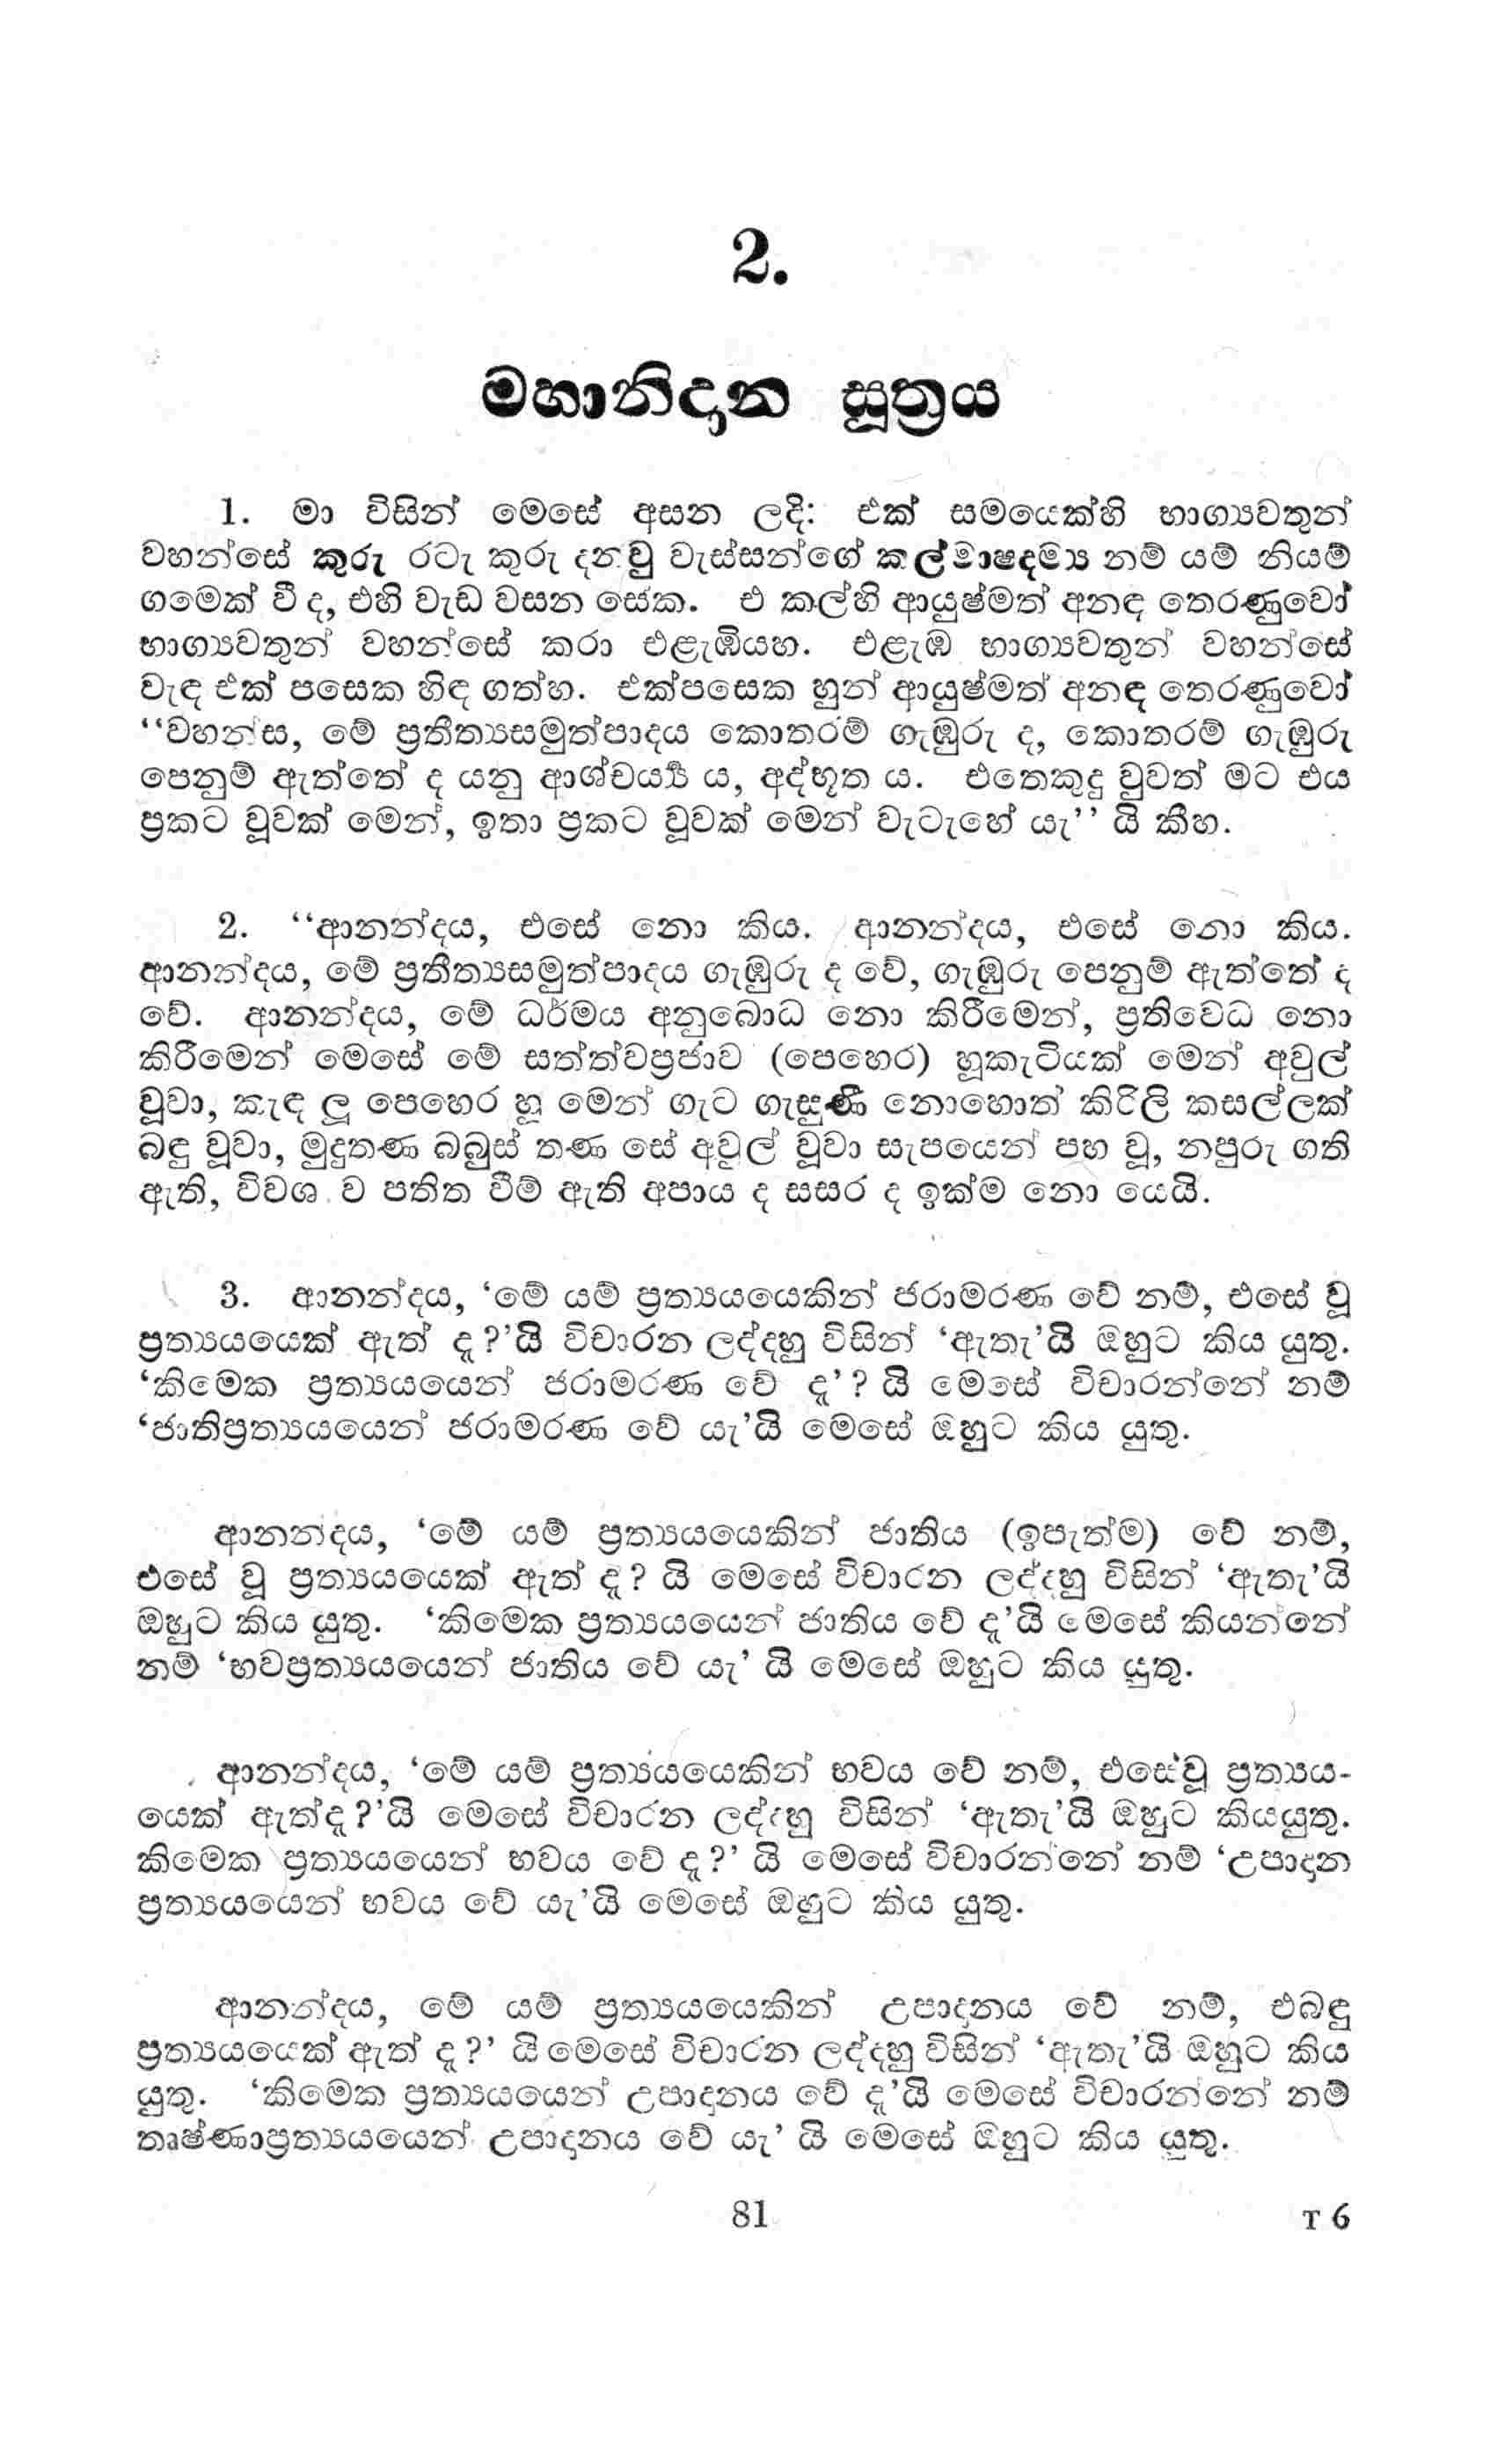 2.
මහානිදාන සූත්‍රය
1. මා විසින් මෙසේ අසන ලදි: එක් සමයෙක්හි භාග්‍යවතුන්
වහන්සේ කුරු රටැ කුරු දනවු වැස්සන්ගේ කල්මාෂදම්‍ය නම් යම් නියම්
ගමෙක් වී ද, එහි වැඩ වසන සේක. එ කල්හි ආයුෂ්මත් අනඳ තෙරණුවෝ
භාග්‍යවතුන් වහන්සේ කරා එළැඹියහ. එළැඹ භාග්‍යවතුන් වහන්සේ
වැඳ එක් පසෙක හිඳ ගත්හ. එක්පසෙක හුන් ආයුෂ්මත් අනඳ තෙරණුවෝ
“වහන්ස, මේ ප්‍රතීත්‍යසමුත්පාදය කොතරම් ගැඹුරු ද, කොතරම් ගැඹුරු
පෙනුම් ඇත්තේ ද යනු ආශ්චර්‍ය්‍ය ය, අද්භූත ය. එතෙකුදු වුවත් මට එය
ප්‍රකට වූවක් මෙන්, ඉතා ප්‍රකට වූවක් මෙන් වැටැහේ යැ” යි කීහ.
2. “ආනන්දය, එසේ නො කිය. ආනන්දය, එසේ නො කිය.
ආනන්දය, මේ ප්‍රතීත්‍යසමුත්පාදය ගැඹුරු ද වේ, ගැඹුරු පෙනුම් ඇත්තේ ද
වේ. ආනන්දය, මේ ධර්මය අනුබොධ නො කිරීමෙන්, ප්‍රතිවෙධ නො
කිරීමෙන් මෙසේ මේ සත්ත්වප්‍රජාව (පෙහෙර) හූකැටියක් මෙන් අවුල්
වූවා, කැඳ ලූ පෙහෙර හූ මෙන් ගැට ගැසුණී නොහොත් කිරිලි කසල්ලක්
බඳු වූවා, මුදුතණ බබුස් තණ සේ අවුල් වූවා සැපයෙන් පහ වූ, නපුරු ගති
ඇති, විවශ ව පතිත වීම් ඇති අපාය ද සසර ද ඉක්ම නො යෙයි.
3. ආනන්දය, ‘මේ යම් ප්‍රත්‍යයයෙකින් ජරාමරණ වේ නම්, එසේ වූ
ප්‍රත්‍යයයෙක් ඇත් දැ?’යි විචාරන ලද්දහු විසින් ‘ඇතැ’යි ඔහුට කිය යුතු.
‘කිමෙක ප්‍රත්‍යයයෙන් ජරාමරණ වේ දැ’? යි මෙසේ විචාරන්නේ නම්
‘ජාතිප්‍රත්‍යයයෙන් ජරාමරණ වේ යැ’යි මෙසේ ඔහුට කිය යුතු.
ආනන්දය, ‘මේ යම් ප්‍රත්‍යයයෙකින් ජාතිය (ඉපැත්ම) වේ නම්,
එසේ වූ ප්‍රත්‍යයයෙක් ඇත් දැ? යි මෙසේ විචාරන ලද්දහු විසින් ‘ඇතැ’යි
ඔහුට කිය යුතු. ‘කිමෙක ප්‍රත්‍යයයෙන් ජාතිය වේ දැ’යි මෙසේ කියන්නේ
නම් ‘භවප්‍රත්‍යයයෙන් ජාතිය වේ යැ’ යි මෙසේ ඔහුට කිය යුතු.
ආනන්දය, ‘මේ යම් ප්‍රත්‍යයයෙකින් භවය වේ නම්, එසේවූ ප්‍රත්‍යය-
යෙක් ඇත්දැ?’යි මෙසේ විචාරන ලද්දහු විසින් ‘ඇතැ’යි ඔහුට කියයුතු.
කිමෙක ප්‍රත්‍යයයෙන් භවය වේ දැ?’ යි මෙසේ විචාරන්නේ නම් ‘උපාදාන
ප්‍රත්‍යයයෙන් භවය වේ යැ’යි මෙසේ ඔහුට කිය යුතු.
ආනන්දය, මේ යම් ප්‍රත්‍යයයෙකින් උපාදානය වේ නම්, එබඳු
ප්‍රත්‍යයයෙක් ඇත් දැ?’ යි මෙසේ විචාරන ලද්දහු විසින් ‘ඇතැ’යි ඔහුට කිය
යුතු. ‘කිමෙක ප්‍රත්‍යයයෙන් උපාදානය වේ දැ’යි මෙසේ විචාරන්නේ නම්
තෘෂ්ණාප්‍රත්‍යයයෙන් උපාදානය වේ යැ’ යි මෙසේ ඔහුට කිය යුතු.
81
T 6